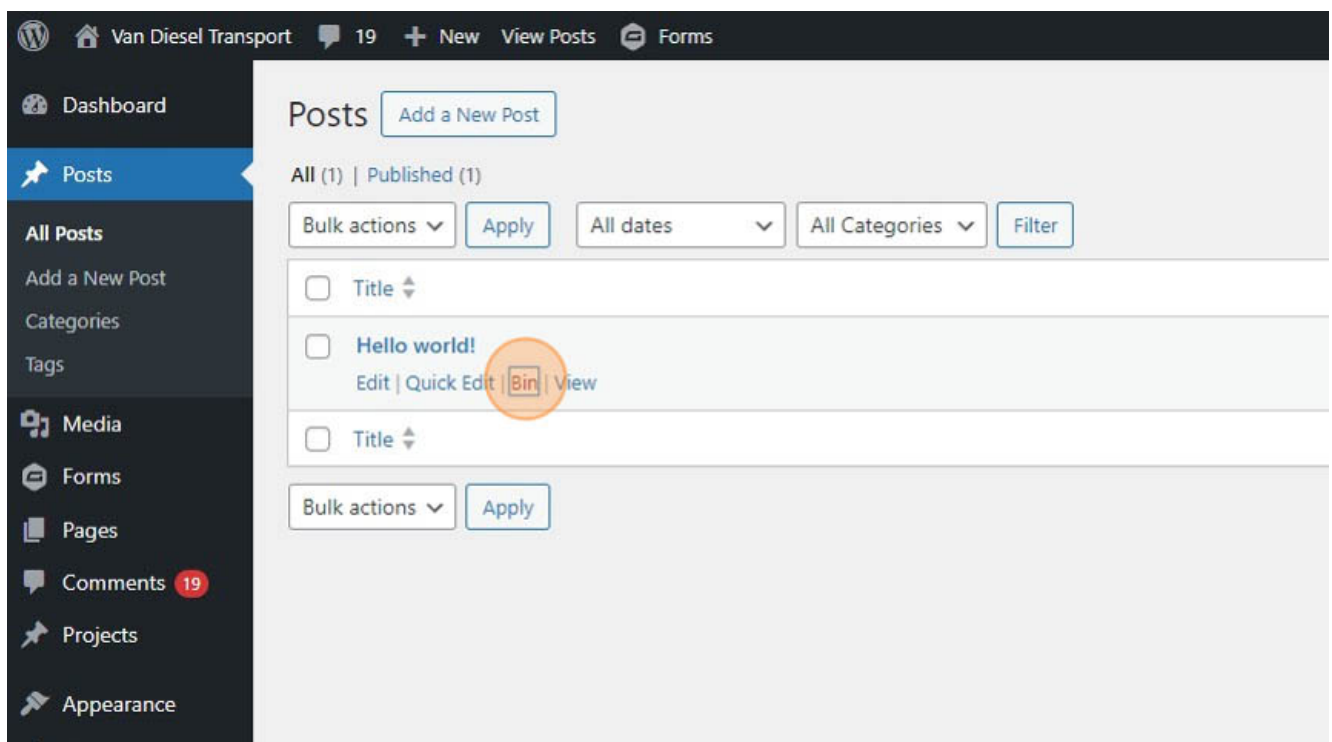 Van Diesel Transport 19 New View Posts Forms
Dashboard
Posts
All Posts
Add a New Post
Categories
Tags
Media
Forms
Pages
Comments 19
Projects
Appearance
Posts Add a New Post
All (1) | Published (1)
Bulk actions Apply All dates All Categories Filter
Title
Hello world!
Edit | Quick Edit | Bin | View
Title
Bulk actions Apply